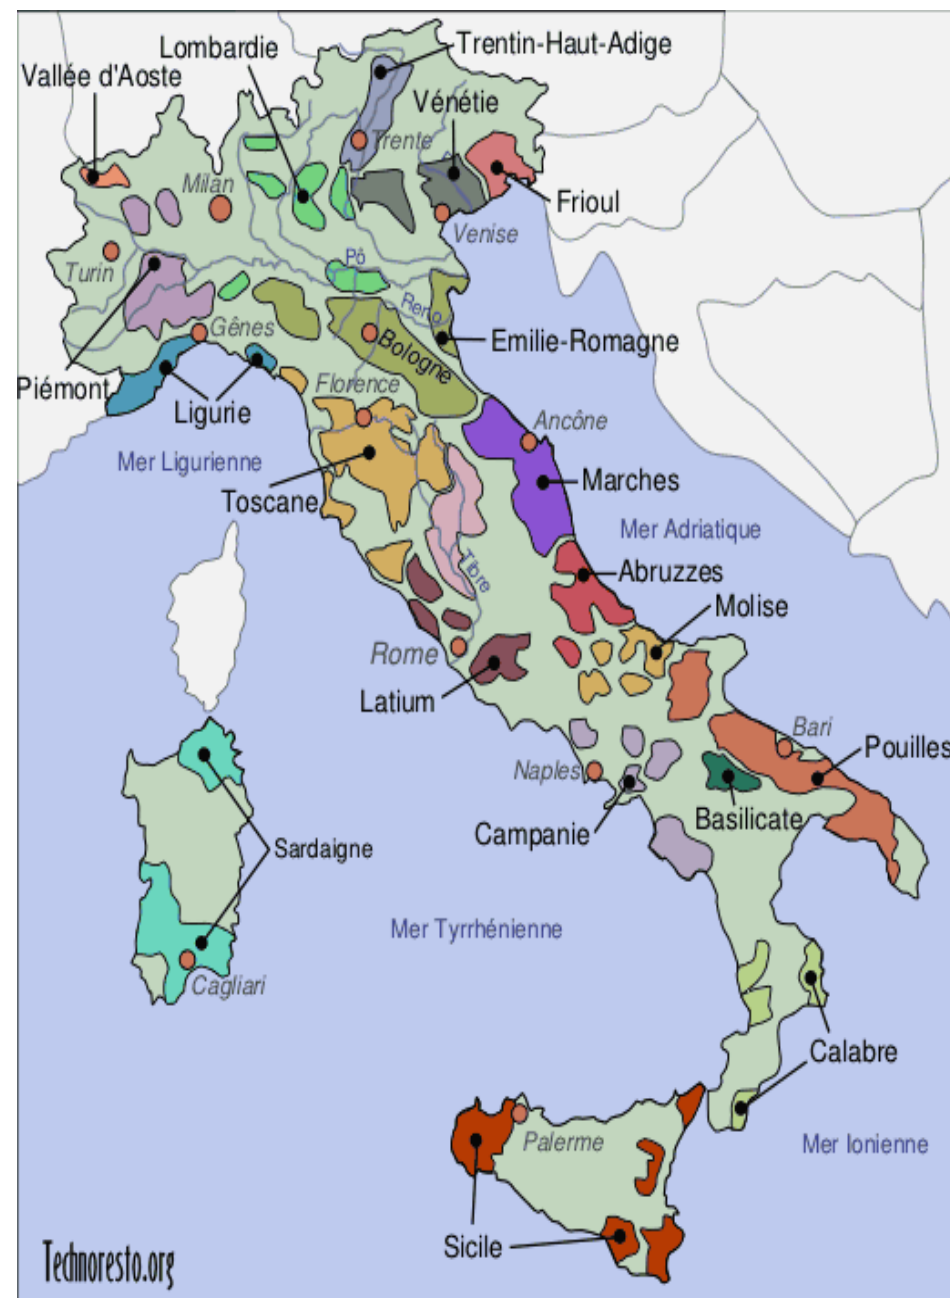 Lombardie
Trentin-Haut-Adige
Vallée d'Aoste
Vénétie
Trente
Milan
Frioul
Venise
Turin
Pô
Reno
Gênes
Emilie-Romagne
Bologne
Piémont
Florence
Ligurie
Ancône
Mer Ligurienne
Marches
Toscane
Mer Adriatique
Tibre
Abruzzes
Molise
Rome
Latium
Bari
Pouilles
Naples
Basilicate
Campanie
Sardaigne
Mer Tyrrhénienne
Cagliari
Calabre
Palerme
Mer Ionienne
Sicile
Technoresto.org